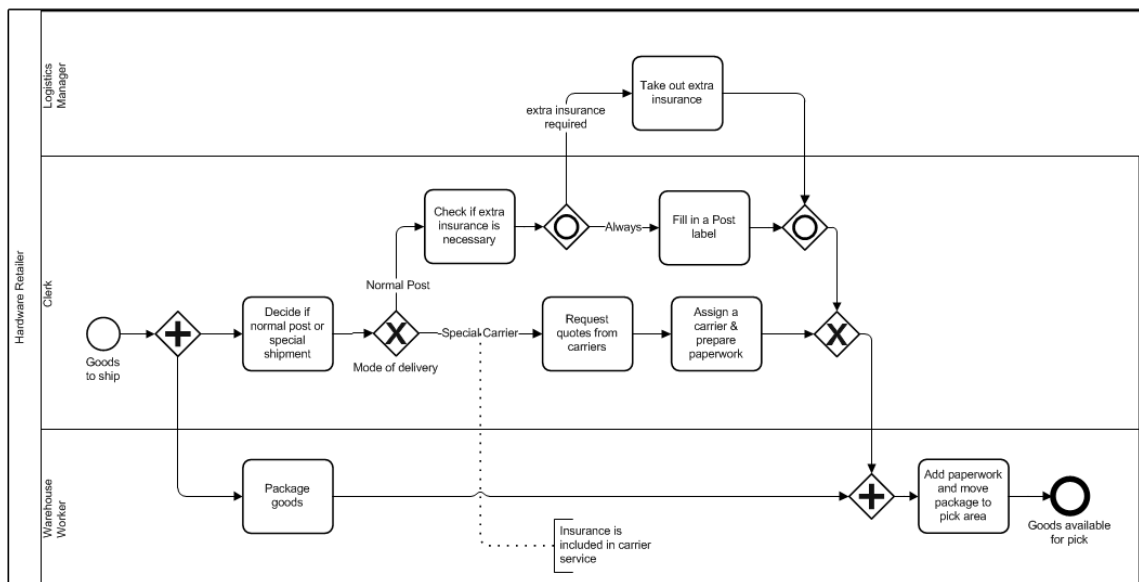 Hardware Retailer
Logistics
Manager
Take out extra
insurance
extra insurance
required
Clerk
Check if extra
insurance is
necessary
Always
Fill in a Post
label
Normal Post
Goods
to ship
Decide if
normal post or
special
shipment
Mode of delivery
Special Carrier
Request
quotes from
carriers
Assign a
carrier &
prepare
paperwork
Warehouse
Worker
Package
goods
Insurance is
included in carrier
service
Add paperwork
and move
package to
pick area
Goods available
for pick